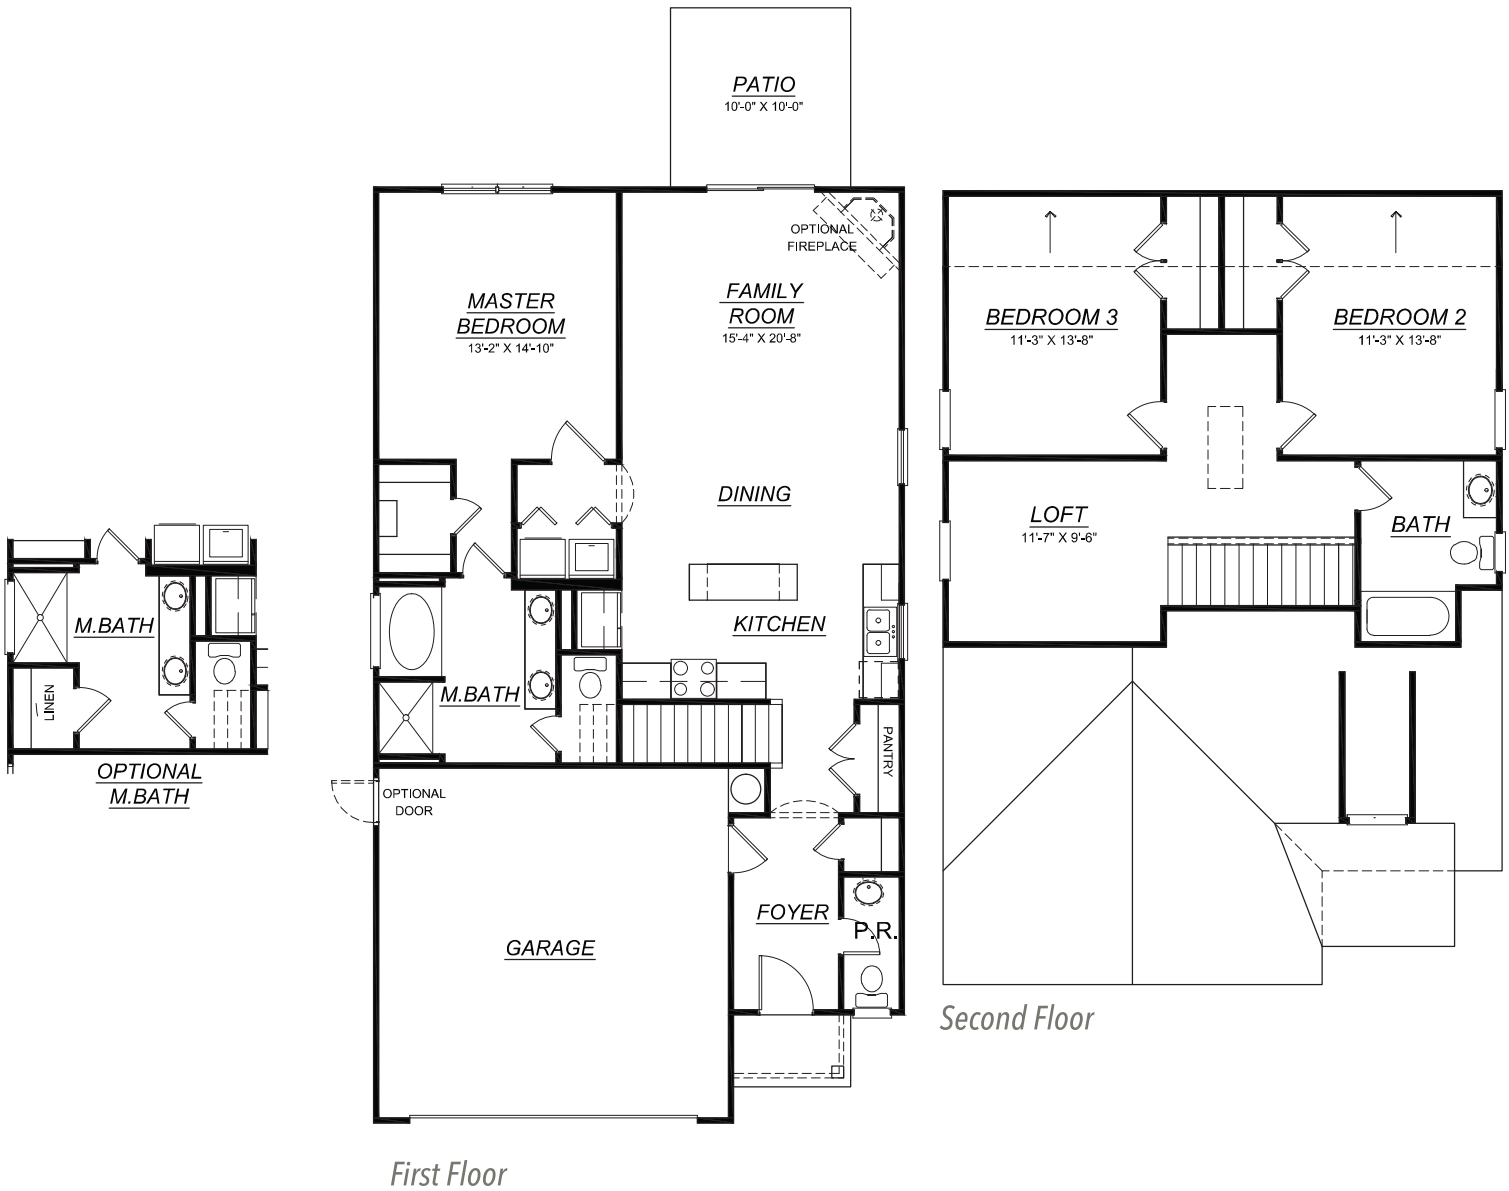 PATIO
10'-0" X 10'-0"
OPTIONAL
FIREPLACE
MASTER
BEDROOM
13'-2" X 14'-10"
FAMILY
ROOM
15'-4" X 20'-8"
DINING
KITCHEN
M.BATH
PANTRY
OPTIONAL
DOOR
FOYER
P.R.
GARAGE
First Floor
M.BATH
LINEN
OPTIONAL
M.BATH
BEDROOM 3
11'-3" X 13'-8"
BEDROOM 2
11'-3" X 13'-8"
LOFT
11'-7" X 9'-6"
BATH
Second Floor